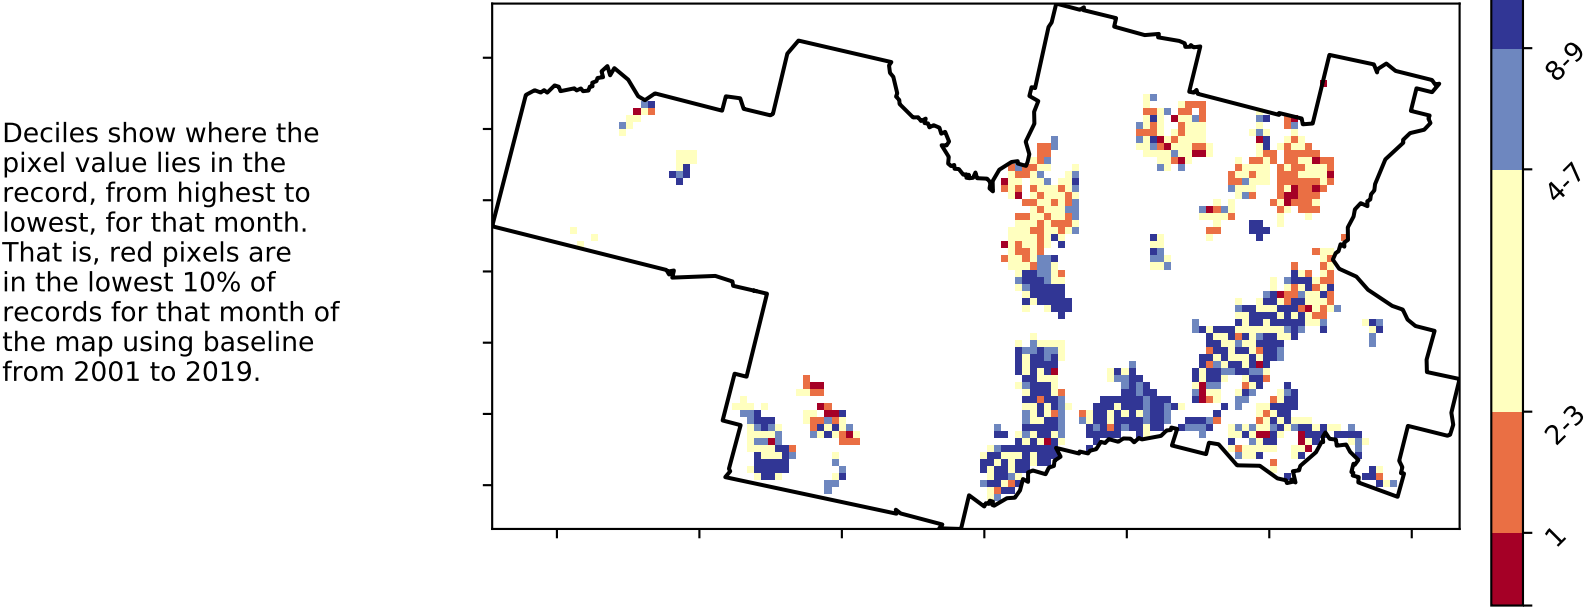 Deciles show where the
pixel value lies in the
record, from highest to
lowest, for that month.
That is, red pixels are
in the lowest 10% of
records for that month of
the map using baseline
from 2001 to 2019.
8-9
4-7
2-3
1